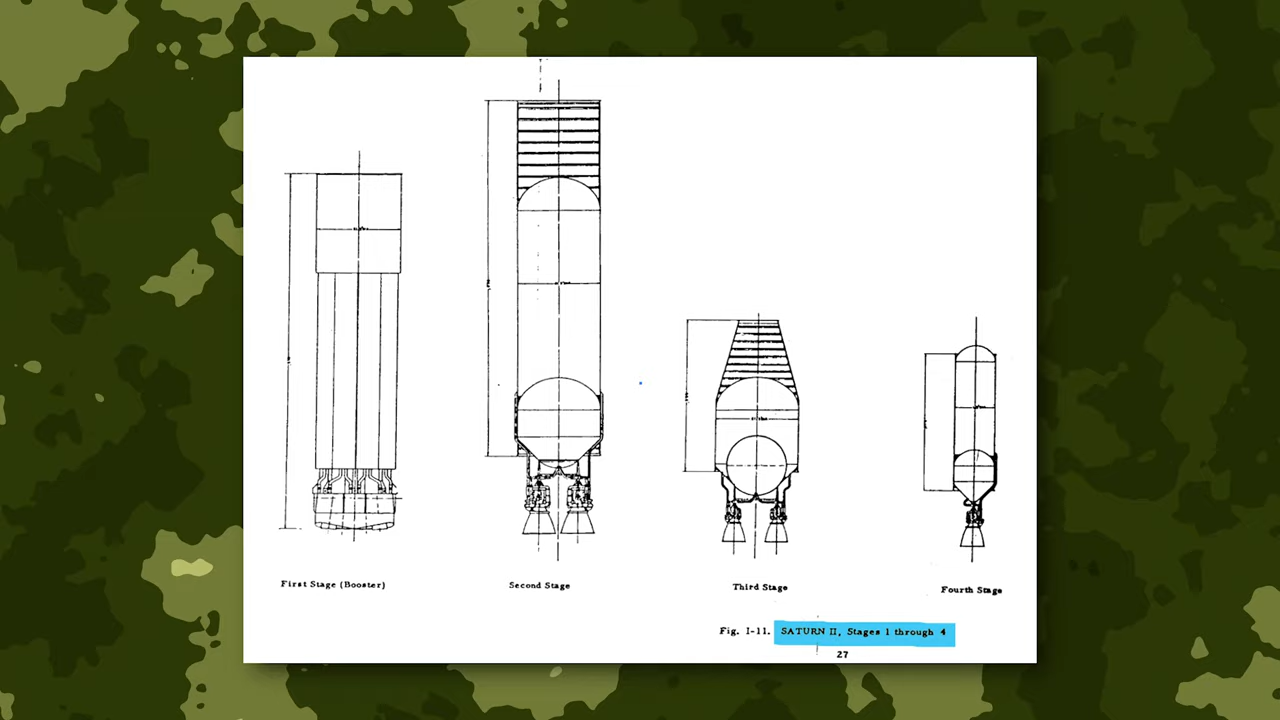 First Stage (Booster)
Second Stage
Third Stage
Fourth Stage
Fig. I-11. SATURN II, Stages 1 through 4
27